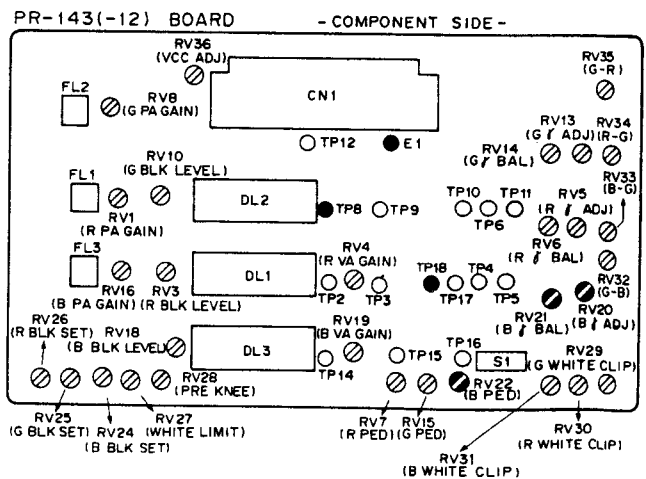 PR-143(-12) BOARD
-COMPONENT SIDE-
RV36
(VCC ADJ)
RV35
(G-R)
FL2
RV8
(G PA GAIN)
CN1
RV13
(G γ ADJ)
RV34
(R-G)
TP12
E1
RV14
(G γ BAL)
RV10
(G BLK LEVEL)
RV33
(B-G)
FL1
DL2
TP8
TP9
TP10
TP11
TP6
RV5
(R γ ADJ)
RV1
(R PA GAIN)
RV4
(R VA GAIN)
RV6
(R γ BAL)
FL3
DL1
TP2
TP3
TP18
TP17
TP4
TP5
RV32
(G-B)
RV16
(B PA GAIN)
RV3
(R BLK LEVEL)
RV20
(B γ ADJ)
RV21
(B γ BAL)
RV26
(R BLK SET)
RV18
(B BLK LEVEL)
RV19
(B VA GAIN)
DL3
TP14
TP15
TP16
S1
RV29
(G WHITE CLIP)
RV28
(PRE KNEE)
RV22
(B PED)
RV25
(G BLK SET)
RV24
(B BLK SET)
RV27
(WHITE LIMIT)
RV7
(R PED)
RV15
(G PED)
RV30
(R WHITE CLIP)
RV31
(B WHITE CLIP)